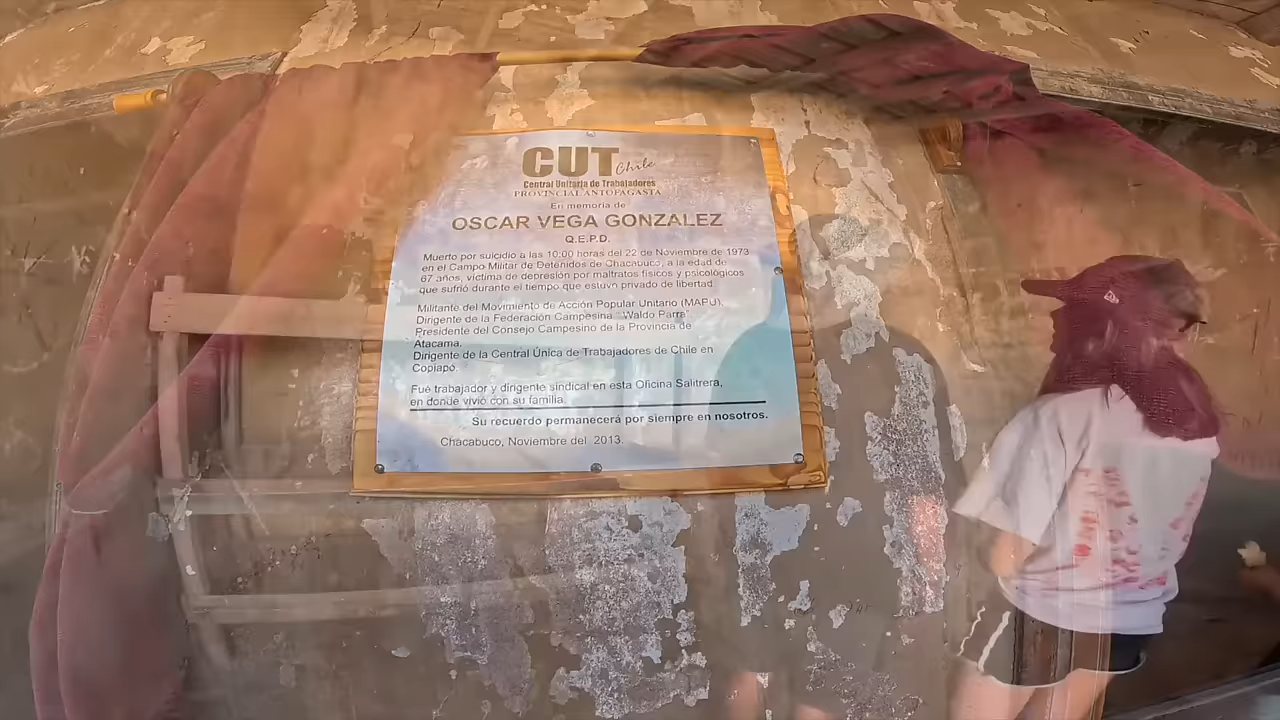 CUT Chile
Central Unitaria de Trabajadores
PROVINCIAL ANTOFAGASTA
En memoria de
OSCAR VEGA GONZALEZ
Q.E.P.D.
Muerto por suicidio a las 10:00 horas del 22 de Noviembre de 1973
en el Campo Militar de Detenidos de Chacabuco, a la edad de
67 años, víctima de depresión por maltratos físicos y psicológicos
que sufrió durante el tiempo que estuvo privado de libertad.
Militante del Movimiento de Acción Popular Unitario (MAPU).
Dirigente de la Federación Campesina "Waldo Parra".
Presidente del Consejo Campesino de la Provincia de
Atacama.
Dirigente de la Central Única de Trabajadores de Chile en
Copiapó.
Fué trabajador y dirigente sindical en esta Oficina Salitrera,
en donde vivió con su familia.
Su recuerdo permanecerá por siempre en nosotros.
Chacabuco, Noviembre del 2013.